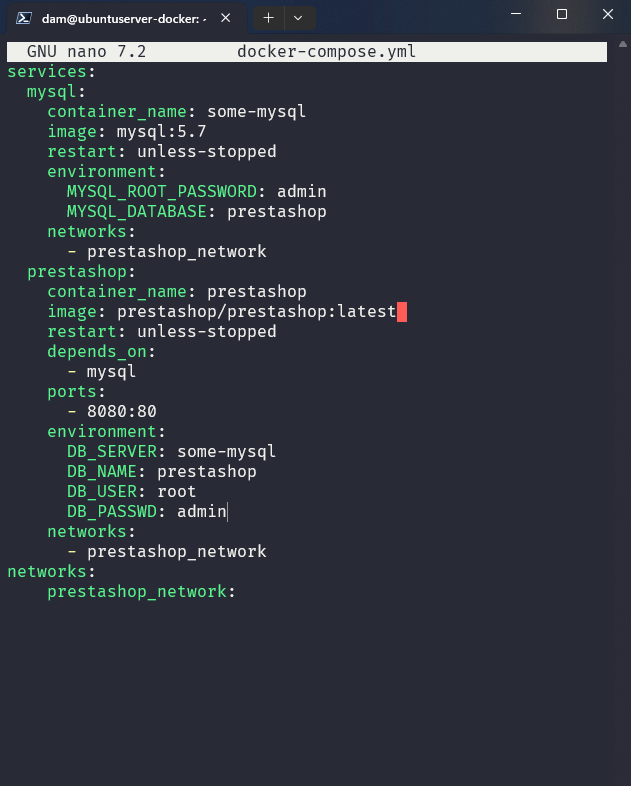 dam@ubuntuserver-docker: ~
GNU nano 7.2 docker-compose.yml
services:
  mysql:
    container_name: some-mysql
    image: mysql:5.7
    restart: unless-stopped
    environment:
      MYSQL_ROOT_PASSWORD: admin
      MYSQL_DATABASE: prestashop
    networks:
      - prestashop_network
  prestashop:
    container_name: prestashop
    image: prestashop/prestashop:latest
    restart: unless-stopped
    depends_on:
      - mysql
    ports:
      - 8080:80
    environment:
      DB_SERVER: some-mysql
      DB_NAME: prestashop
      DB_USER: root
      DB_PASSWD: admin
    networks:
      - prestashop_network
networks:
    prestashop_network: